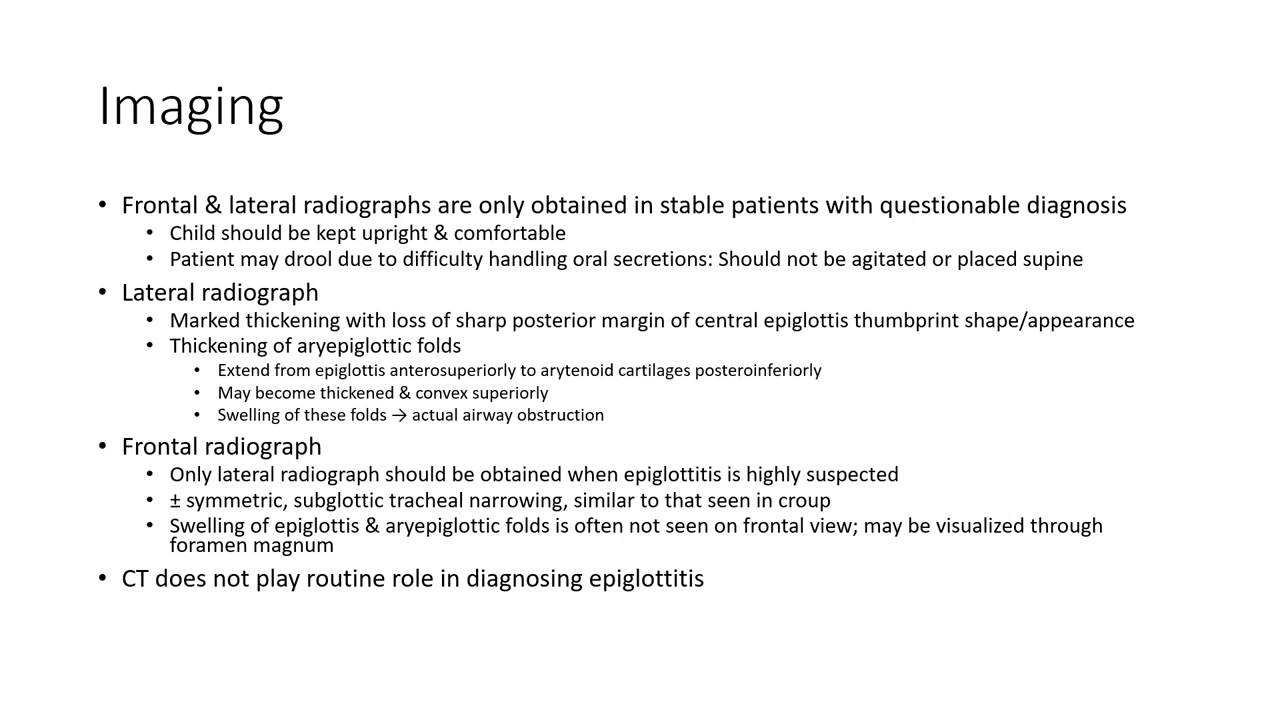 Imaging
• Frontal & lateral radiographs are only obtained in stable patients with questionable diagnosis
• Child should be kept upright & comfortable
• Patient may drool due to difficulty handling oral secretions: Should not be agitated or placed supine
• Lateral radiograph
• Marked thickening with loss of sharp posterior margin of central epiglottis thumbprint shape/appearance
• Thickening of aryepiglottic folds
• Extend from epiglottis anterosuperiorly to arytenoid cartilages posteroinferiorly
• May become thickened & convex superiorly
• Swelling of these folds → actual airway obstruction
• Frontal radiograph
• Only lateral radiograph should be obtained when epiglottitis is highly suspected
• ± symmetric, subglottic tracheal narrowing, similar to that seen in croup
• Swelling of epiglottis & aryepiglottic folds is often not seen on frontal view; may be visualized through
foramen magnum
• CT does not play routine role in diagnosing epiglottitis